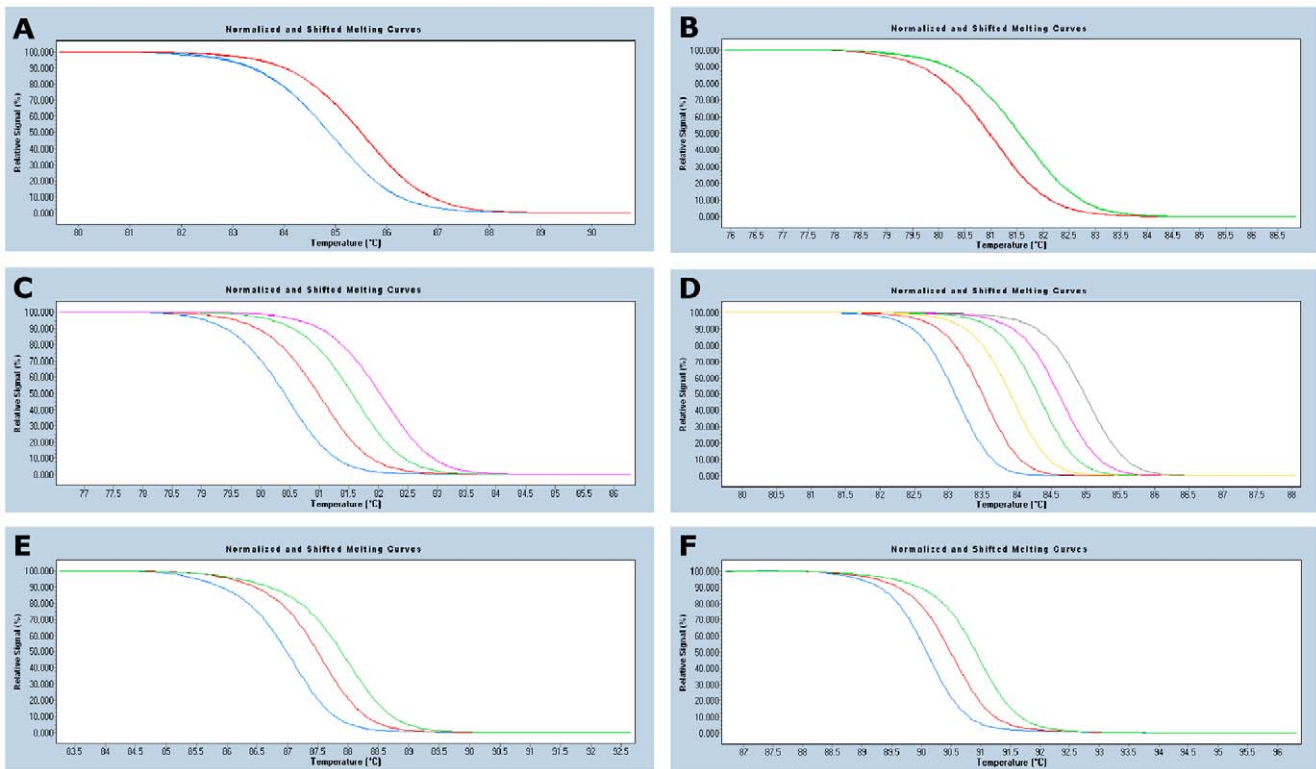 A
Normalized and Shifted Melting Curves
Relative Signal (%)
100.000
90.000
80.000
70.000
60.000
50.000
40.000
30.000
20.000
10.000
0.000
80 81 82 83 84 85 86 87 88 89 90
Temperature [°C]
B
Normalized and Shifted Melting Curves
Relative Signal (%)
100.000
90.000
80.000
70.000
60.000
50.000
40.000
30.000
20.000
10.000
0.000
76 76.5 77 77.5 78 78.5 79 79.5 80 80.5 81 81.5 82 82.5 83 83.5 84 84.5 85 85.5 86 86.5
Temperature [°C]
C
Normalized and Shifted Melting Curves
Relative Signal (%)
100.000
90.000
80.000
70.000
60.000
50.000
40.000
30.000
20.000
10.000
0.000
77 77.5 78 78.5 79 79.5 80 80.5 81 81.5 82 82.5 83 83.5 84 84.5 85 85.5 86
Temperature [°C]
D
Normalized and Shifted Melting Curves
Relative Signal (%)
100.000
90.000
80.000
70.000
60.000
50.000
40.000
30.000
20.000
10.000
0.000
80 80.5 81 81.5 82 82.5 83 83.5 84 84.5 85 85.5 86 86.5 87 87.5 88
Temperature [°C]
E
Normalized and Shifted Melting Curves
Relative Signal (%)
100.000
90.000
80.000
70.000
60.000
50.000
40.000
30.000
20.000
10.000
0.000
83.5 84 84.5 85 85.5 86 86.5 87 87.5 88 88.5 89 89.5 90 90.5 91 91.5 92 92.5
Temperature [°C]
F
Normalized and Shifted Melting Curves
Relative Signal (%)
100.000
90.000
80.000
70.000
60.000
50.000
40.000
30.000
20.000
10.000
0.000
87 87.5 88 88.5 89 89.5 90 90.5 91 91.5 92 92.5 93 93.5 94 94.5 95 95.5 96
Temperature [°C]